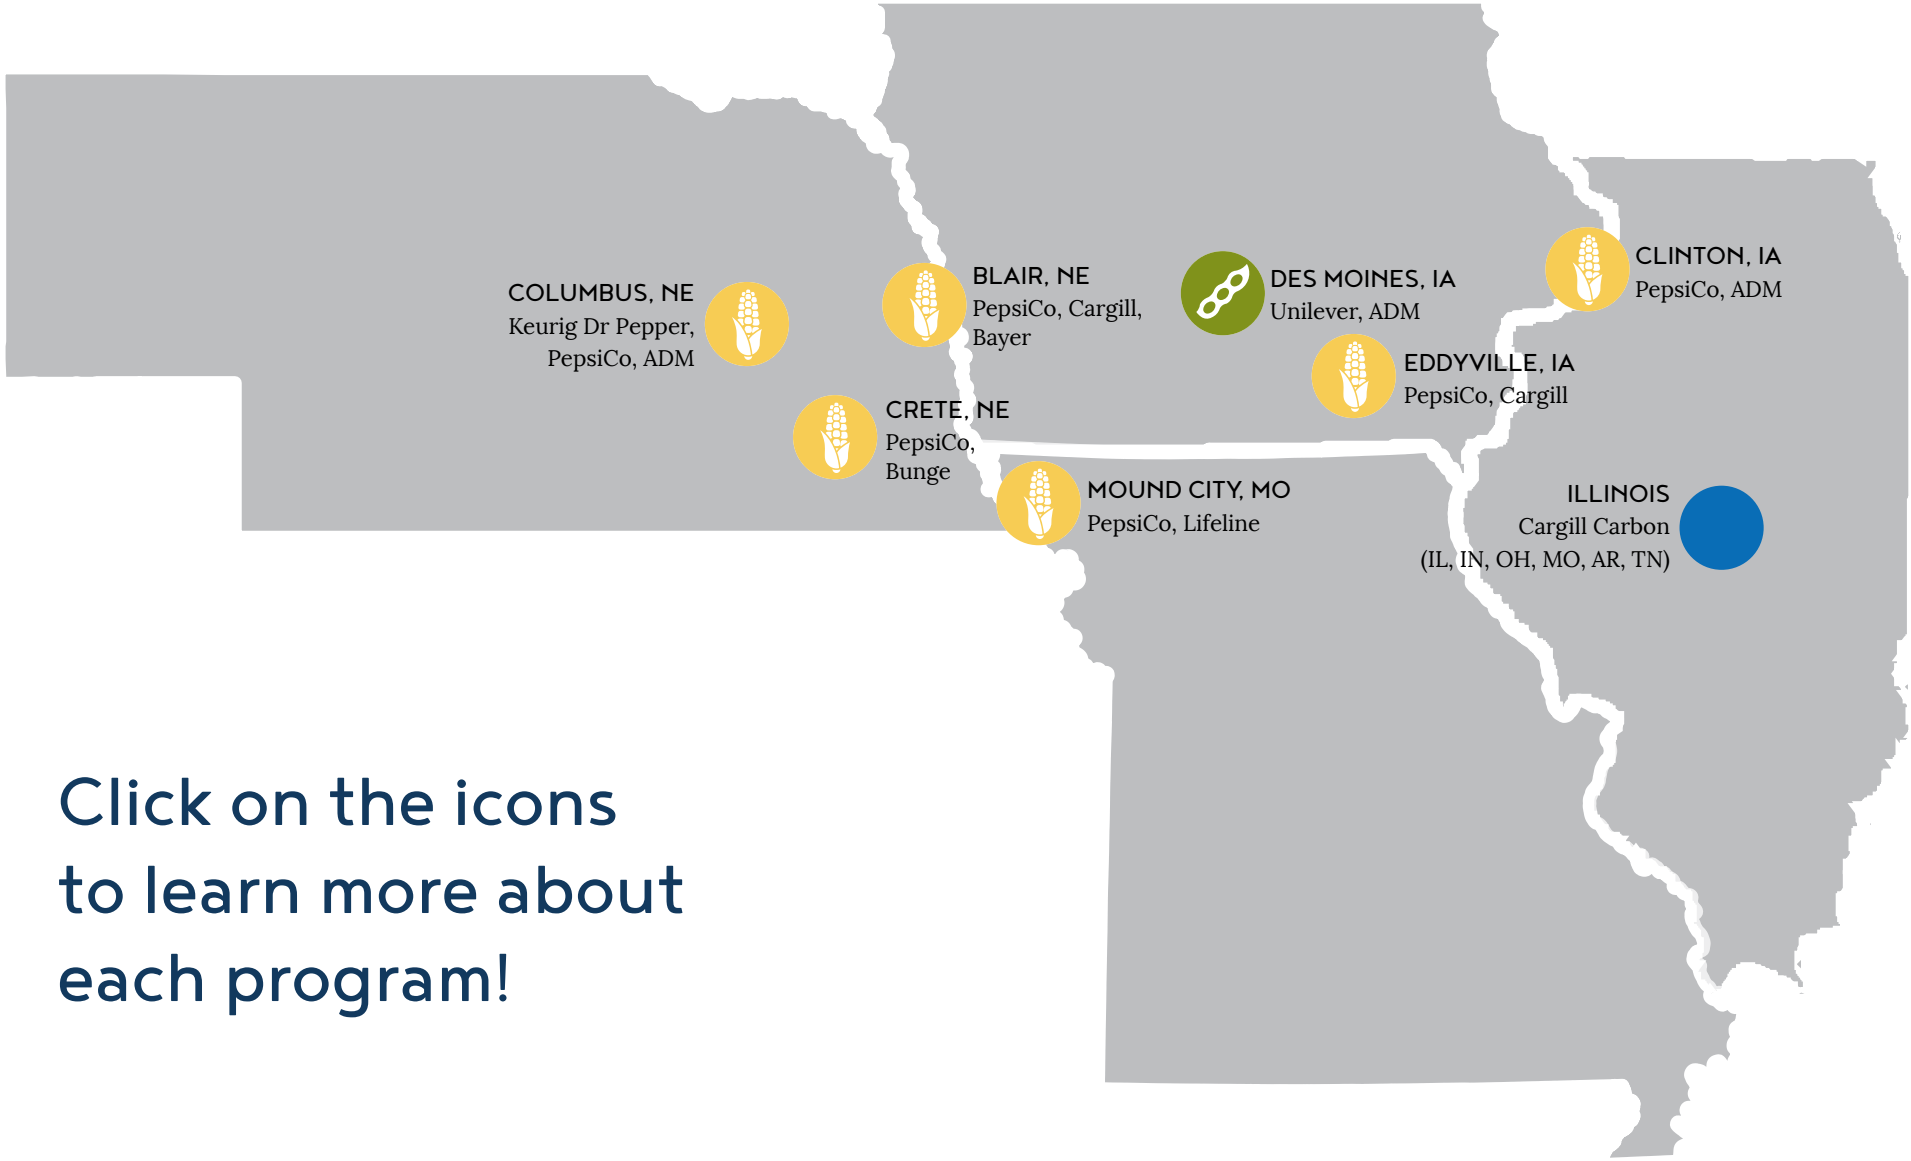 COLUMBUS, NE
Keurig Dr Pepper,
PepsiCo, ADM
BLAIR, NE
PepsiCo, Cargill,
Bayer
DES MOINES, IA
Unilever, ADM
CLINTON, IA
PepsiCo, ADM
EDDYVILLE, IA
PepsiCo, Cargill
CRETE, NE
PepsiCo,
Bunge
MOUND CITY, MO
PepsiCo, Lifeline
ILLINOIS
Cargill Carbon
(IL, IN, OH, MO, AR, TN)
Click on the icons
to learn more about
each program!